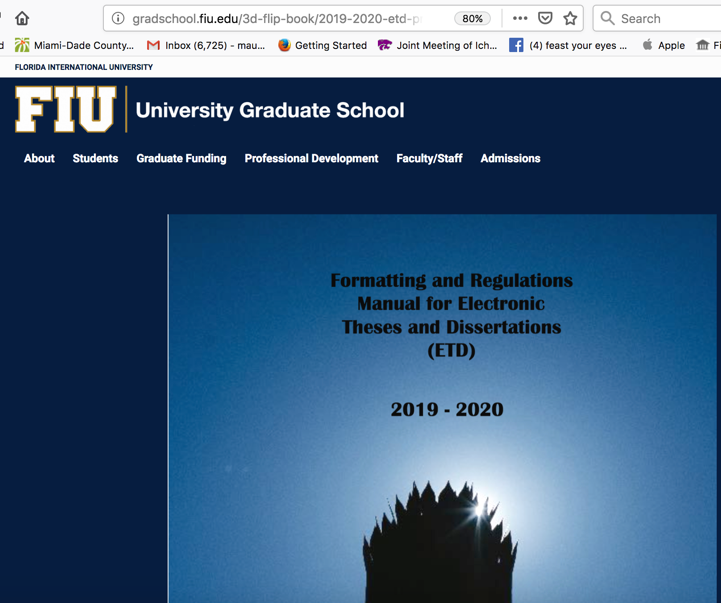 gradschool.fiu.edu/3d-flip-book/2019-2020-etd-p
80%
Search
Miami-Dade County...
Inbox (6,725) - mau...
Getting Started
Joint Meeting of Ich...
(4) feast your eyes ...
Apple
Fi
FLORIDA INTERNATIONAL UNIVERSITY
FIU University Graduate School
About Students Graduate Funding Professional Development Faculty/Staff Admissions
Formatting and Regulations
Manual for Electronic
Theses and Dissertations
(ETD)
2019 - 2020